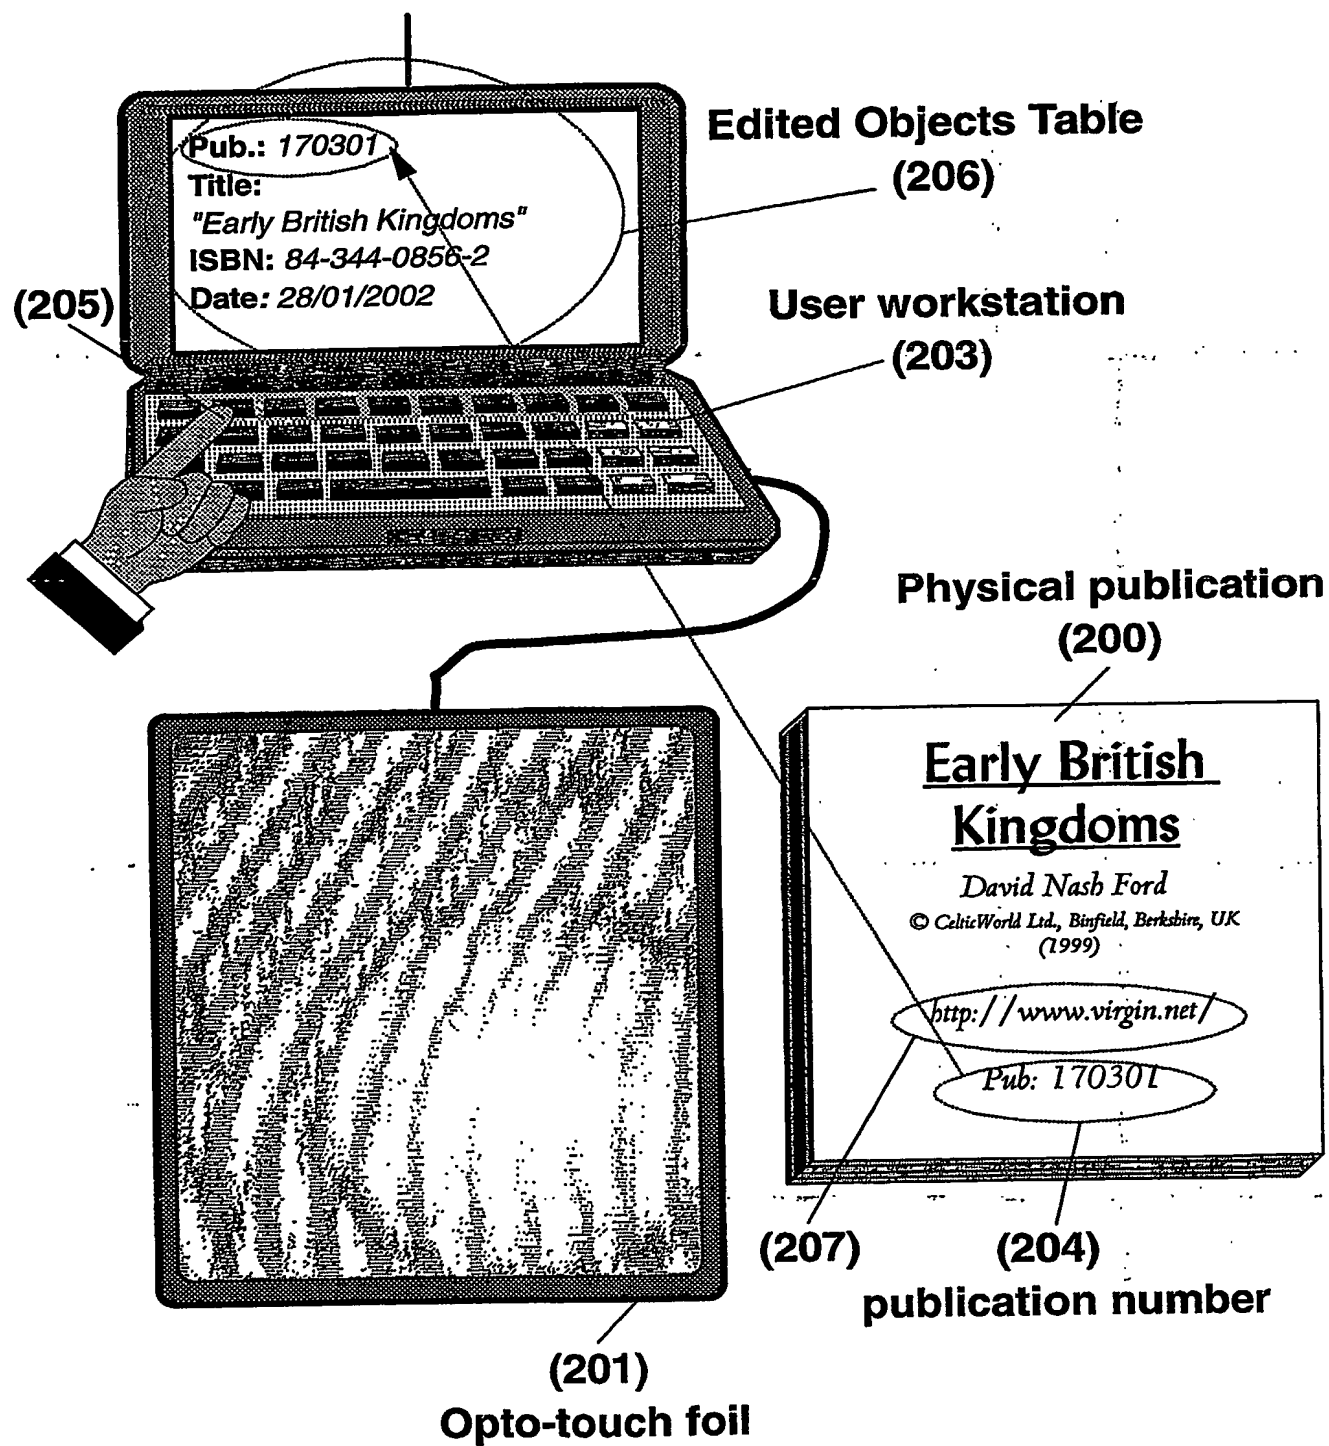 Pub.: 170301
Title:
"Early British Kingdoms"
ISBN: 84-344-0856-2
Date: 28/01/2002
Edited Objects Table
(206)
(205)
User workstation
(203)
Physical publication
(200)
Early British
Kingdoms
David Nash Ford
© CelticWorld Ltd., Binfield, Berkshire, UK
(1999)
http://www.virgin.net/
Pub: 170301
(207)
(204)
publication number
(201)
Opto-touch foil